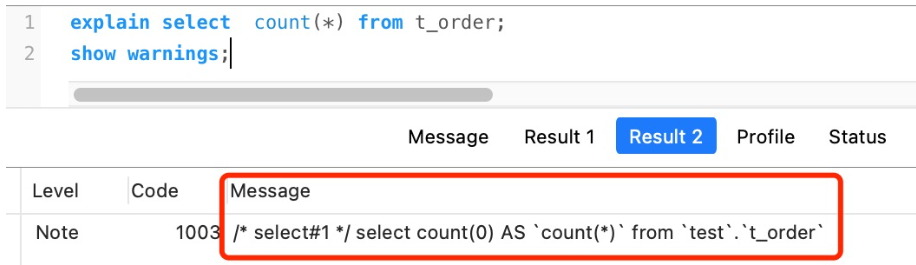 1 explain select  count(*) from t_order;
2 show warnings;
Message Result 1 Result 2 Profile Status
Level Code Message
Note 1003 /* select#1 */ select count(0) AS `count(*)` from `test`.`t_order`